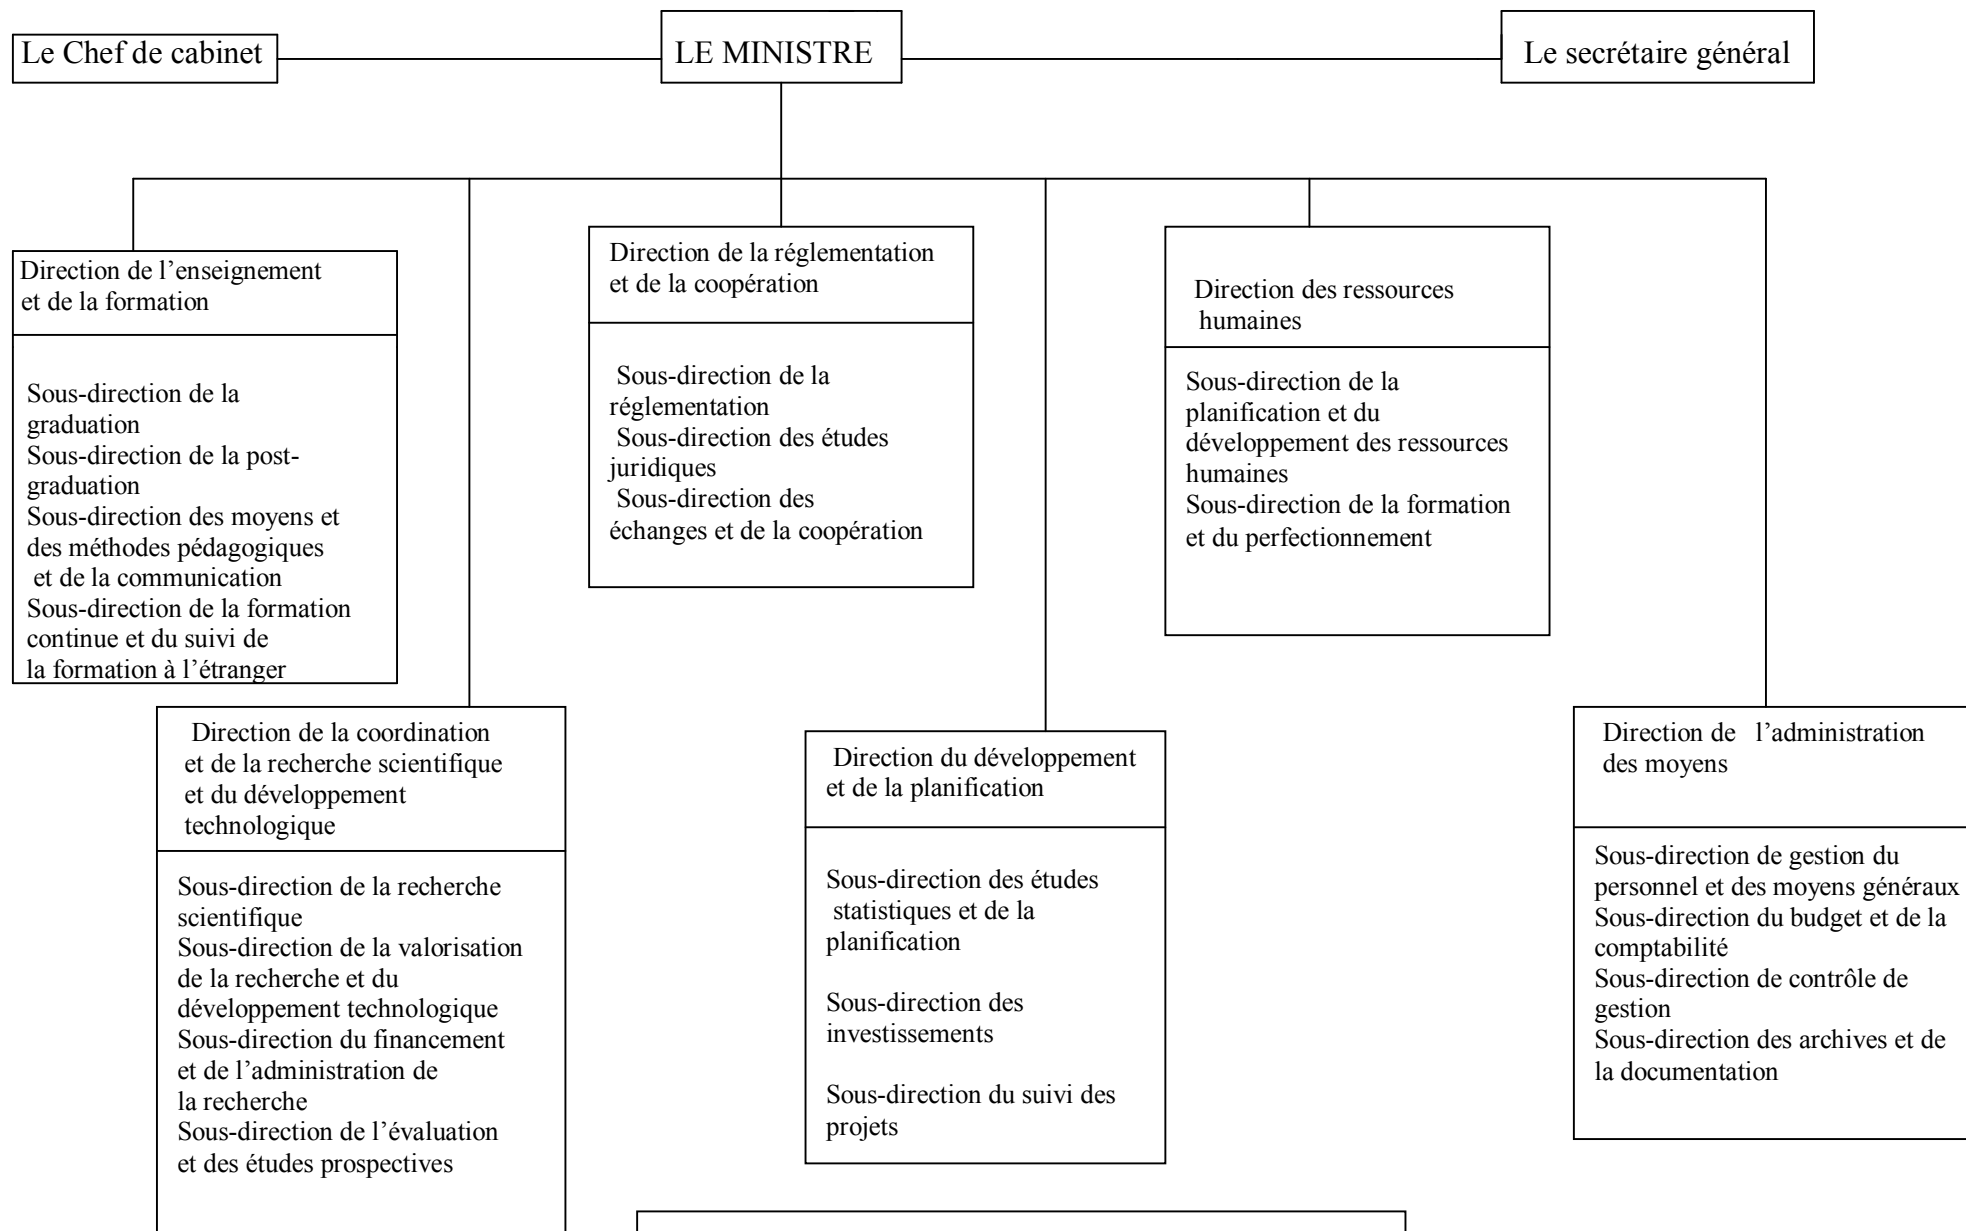 Le Chef de cabinet
LE MINISTRE
Le secrétaire général
Direction de l’enseignement
et de la formation
Sous-direction de la
graduation
Sous-direction de la post-
graduation
Sous-direction des moyens et
des méthodes pédagogiques
et de la communication
Sous-direction de la formation
continue et du suivi de
la formation à l’étranger
Direction de la réglementation
et de la coopération
Sous-direction de la
réglementation
Sous-direction des études
juridiques
Sous-direction des
échanges et de la coopération
Direction des ressources
humaines
Sous-direction de la
planification et du
développement des ressources
humaines
Sous-direction de la formation
et du perfectionnement
Direction de la coordination
et de la recherche scientifique
et du développement
technologique
Sous-direction de la recherche
scientifique
Sous-direction de la valorisation
de la recherche et du
développement technologique
Sous-direction du financement
et de l’administration de
la recherche
Sous-direction de l’évaluation
et des études prospectives
Direction du développement
et de la planification
Sous-direction des études
statistiques et de la
planification
Sous-direction des
investissements
Sous-direction du suivi des
projets
Direction de l’administration
des moyens
Sous-direction de gestion du
personnel et des moyens généraux
Sous-direction du budget et de la
comptabilité
Sous-direction de contrôle de
gestion
Sous-direction des archives et de
la documentation